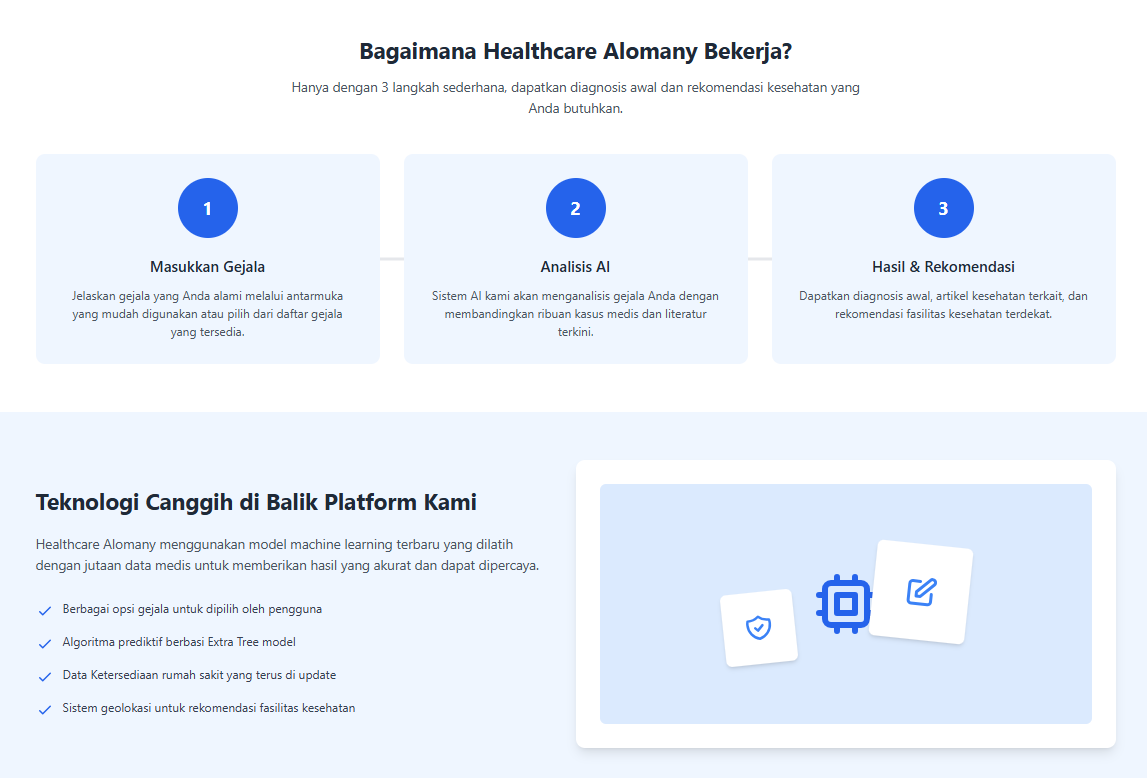 Bagaimana Healthcare Alomany Bekerja?
Hanya dengan 3 langkah sederhana, dapatkan diagnosis awal dan rekomendasi kesehatan yang
Anda butuhkan.
1
Masukkan Gejala
Jelaskan gejala yang Anda alami melalui antarmuka
yang mudah digunakan atau pilih dari daftar gejala
yang tersedia.
2
Analisis AI
Sistem AI kami akan menganalisis gejala Anda dengan
membandingkan ribuan kasus medis dan literatur
terkini.
3
Hasil & Rekomendasi
Dapatkan diagnosis awal, artikel kesehatan terkait, dan
rekomendasi fasilitas kesehatan terdekat.
Teknologi Canggih di Balik Platform Kami
Healthcare Alomany menggunakan model machine learning terbaru yang dilatih
dengan jutaan data medis untuk memberikan hasil yang akurat dan dapat dipercaya.
Berbagai opsi gejala untuk dipilih oleh pengguna
Algoritma prediktif berbasi Extra Tree model
Data Ketersediaan rumah sakit yang terus di update
Sistem geolokasi untuk rekomendasi fasilitas kesehatan